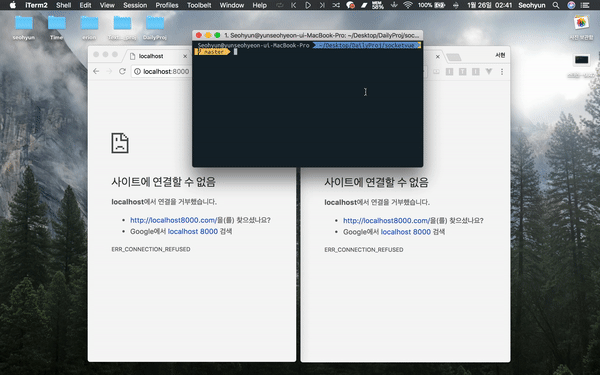 iTerm2 Shell Edit View Session Profiles Toolbelt Window Help
MEM 58% 100% 1월 26일 02:41 Seohyun
seohyun Time DailyProj
1. Seohyun@yunseohyeon-ui-MacBook-Pro: ~/Desktop/DailyProj/soc...
Seohyun@yunseohyeon-ui-MacBook-Pro ~/Desktop/DailyProj/socketvue
master
localhost
서현
localhost:8000
사이트에 연결할 수 없음
localhost에서 연결을 거부했습니다.
http://localhost8000.com/을(를) 찾으셨나요?
Google에서 localhost 8000 검색
ERR_CONNECTION_REFUSED
사이트에 연결할 수 없음
localhost에서 연결을 거부했습니다.
http://localhost8000.com/을(를) 찾으셨나요?
Google에서 localhost 8000 검색
ERR_CONNECTION_REFUSED